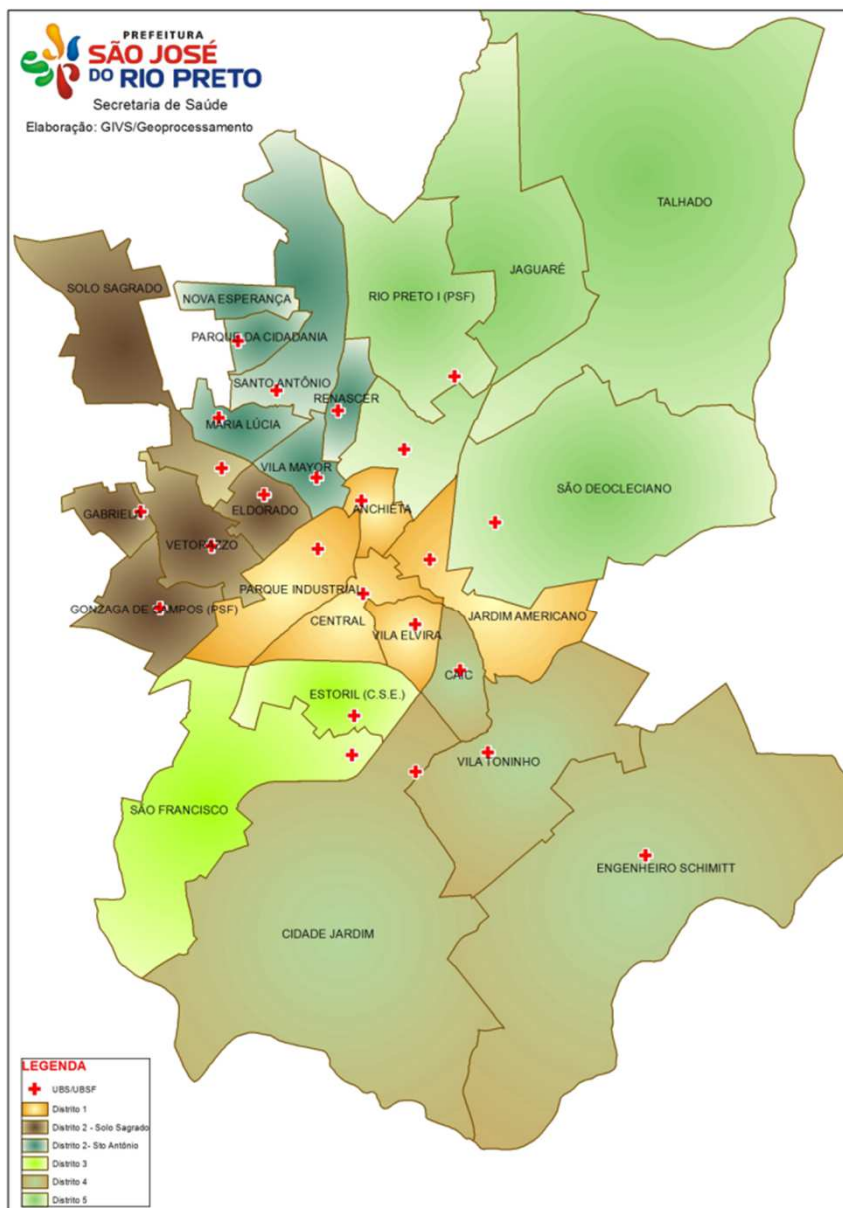 PREFEITURA
SÃO JOSÉ
DO RIO PRETO
Secretaria de Saúde
Elaboração: GIVS/Geoprocessamento
TALHADO
JAGUARÉ
SOLO SAGRADO
NOVA ESPERANÇA
RIO PRETO I (PSF)
PARQUE DA CIDADANIA
SANTO ANTÔNIO
RENASCER
MARIA LÚCIA
VILA MAYOR
SÃO DEOCLECIANO
ELDORADO
ANCHIETA
GABRIELA
VETORAZZO
PARQUE INDUSTRIAL
GONZAGA DE CAMPOS (PSF)
CENTRAL
JARDIM AMERICANO
VILA ELVIRA
CAIC
ESTORIL (C.S.E.)
VILA TONINHO
SÃO FRANCISCO
ENGENHEIRO SCHIMITT
CIDADE JARDIM
LEGENDA
UBS/UBSF
Distrito 1
Distrito 2 - Solo Sagrado
Distrito 2- Sto Antônio
Distrito 3
Distrito 4
Distrito 5